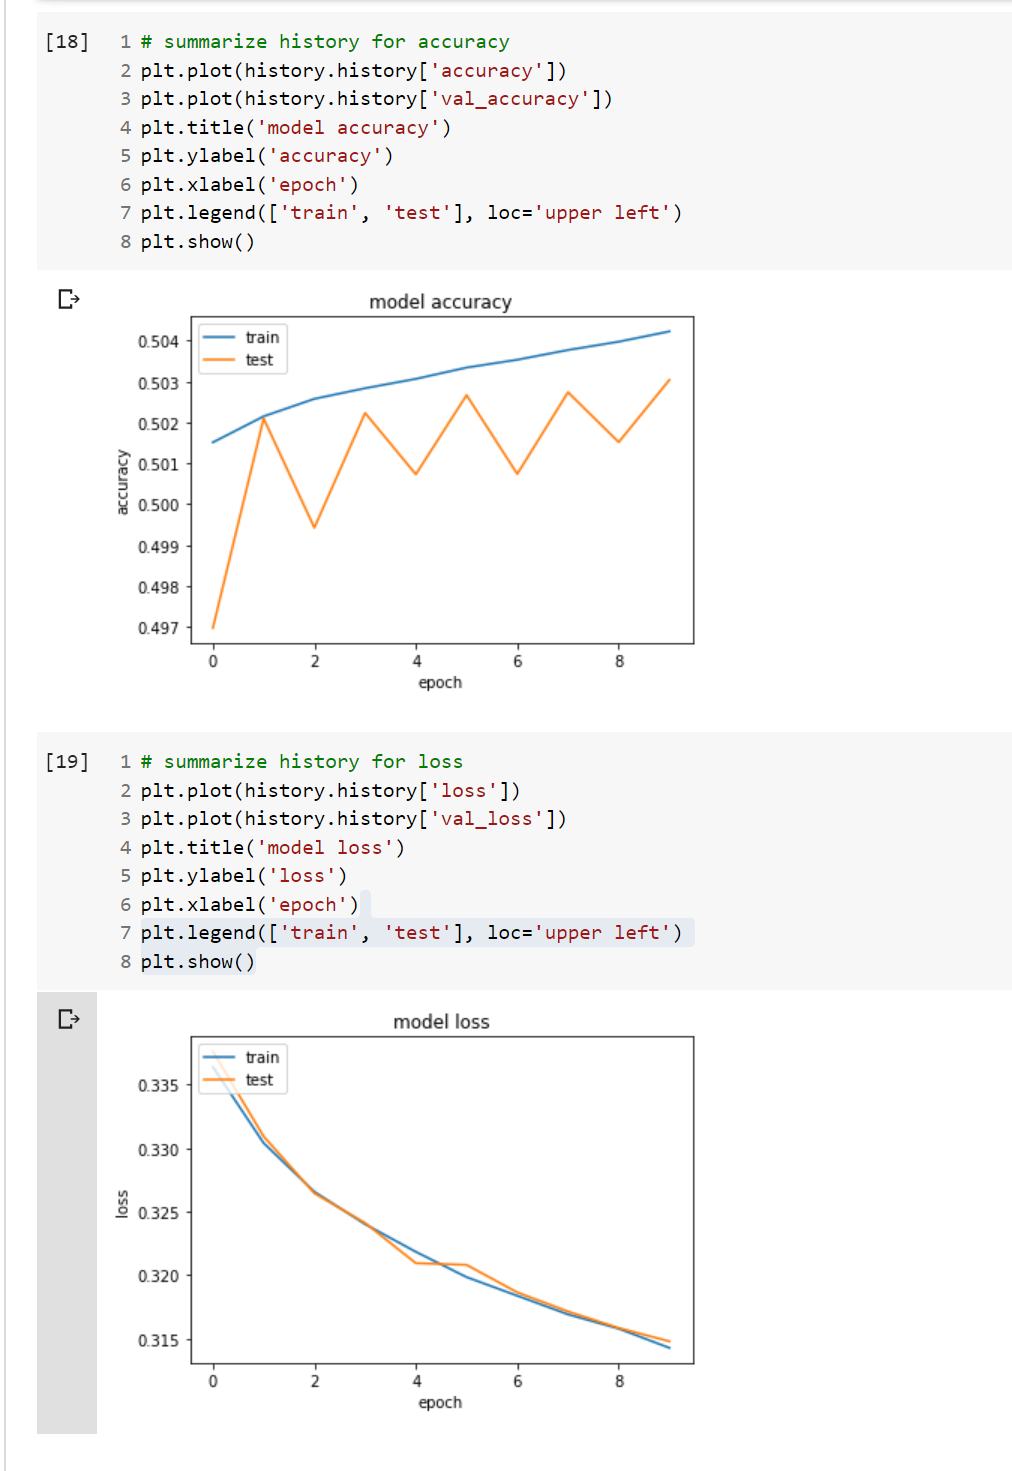 [18] 1 # summarize history for accuracy
2 plt.plot(history.history['accuracy'])
3 plt.plot(history.history['val_accuracy'])
4 plt.title('model accuracy')
5 plt.ylabel('accuracy')
6 plt.xlabel('epoch')
7 plt.legend(['train', 'test'], loc='upper left')
8 plt.show()
model accuracy
train
test
0.504
0.503
0.502
0.501
0.500
0.499
0.498
0.497
accuracy
0 2 4 6 8
epoch
[19] 1 # summarize history for loss
2 plt.plot(history.history['loss'])
3 plt.plot(history.history['val_loss'])
4 plt.title('model loss')
5 plt.ylabel('loss')
6 plt.xlabel('epoch')
7 plt.legend(['train', 'test'], loc='upper left')
8 plt.show()
model loss
train
test
0.335
0.330
0.325
0.320
0.315
loss
0 2 4 6 8
epoch